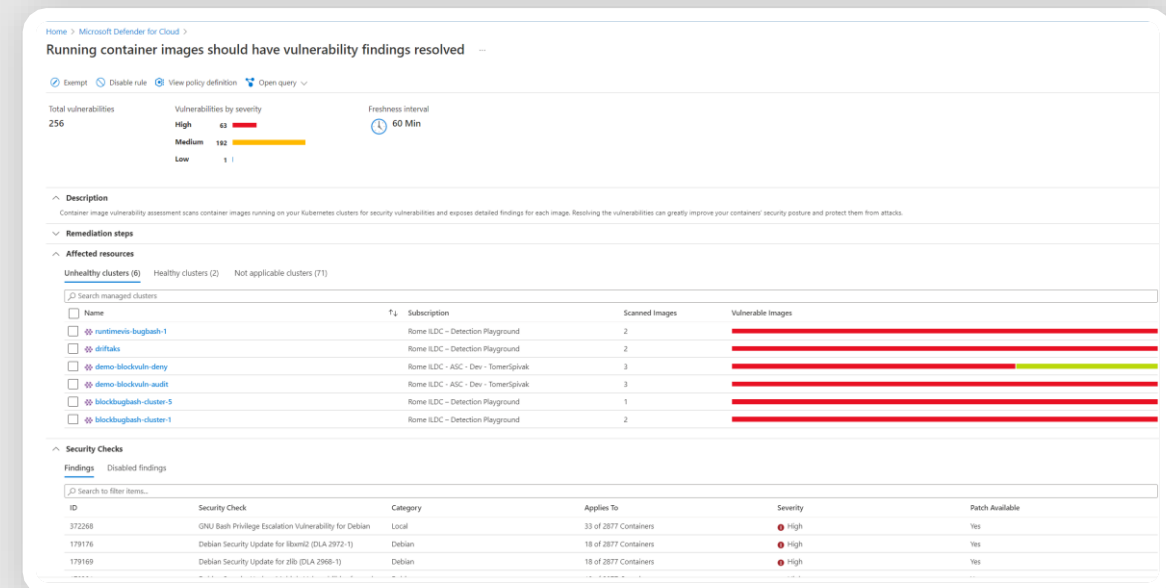 Home > Microsoft Defender for Cloud >
Running container images should have vulnerability findings resolved ...
Exempt Disable rule View policy definition Open query
Total vulnerabilities Vulnerabilities by severity Freshness interval
256 High 63 60 Min
Medium 192
Low 1
Description
Container image vulnerability assessment scans container images running on your Kubernetes clusters for security vulnerabilities and exposes detailed findings for each image. Resolving the vulnerabilities can greatly improve your containers' security posture and protect them from attacks.
Remediation steps
Affected resources
Unhealthy clusters (6) Healthy clusters (2) Not applicable clusters (71)
Search managed clusters
Name ↑↓ Subscription Scanned Images Vulnerable Images
runtimevis-bugbash-1 Rome ILDC – Detection Playground 2
driftaks Rome ILDC – Detection Playground 2
demo-blockvuln-deny Rome ILDC - ASC - Dev - TomerSpivak 3
demo-blockvuln-audit Rome ILDC - ASC - Dev - TomerSpivak 3
blockbugbash-cluster-5 Rome ILDC – Detection Playground 1
blockbugbash-cluster-1 Rome ILDC – Detection Playground 2
Security Checks
Findings Disabled findings
Search to filter items...
ID Security Check Category Applies To Severity Patch Available
372268 GNU Bash Privilege Escalation Vulnerability for Debian Local 33 of 2877 Containers High Yes
179176 Debian Security Update for libxml2 (DLA 2972-1) Debian 18 of 2877 Containers High Yes
179169 Debian Security Update for zlib (DLA 2968-1) Debian 18 of 2877 Containers High Yes